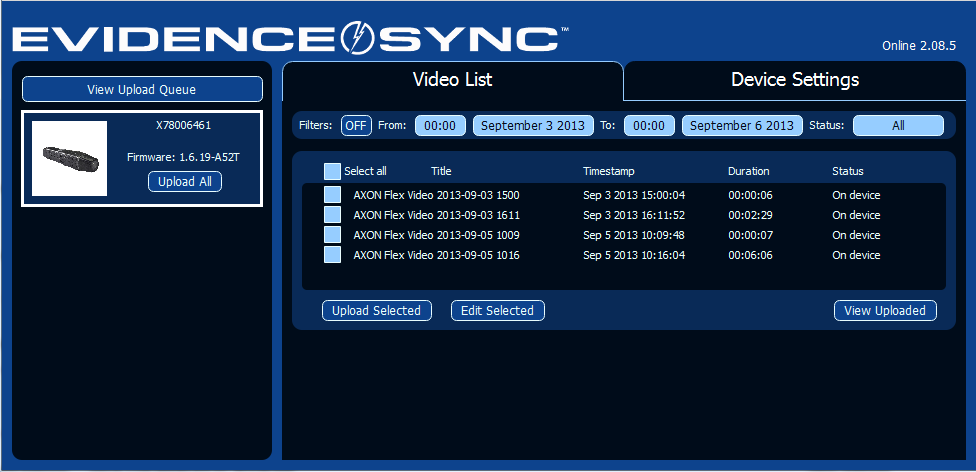 EVIDENCE SYNC™
Online 2.08.5
View Upload Queue
X78006461
Firmware: 1.6.19-A52T
Upload All
Video List
Device Settings
Filters: OFF From: 00:00 September 3 2013 To: 00:00 September 6 2013 Status: All
Select all Title Timestamp Duration Status
AXON Flex Video 2013-09-03 1500 Sep 3 2013 15:00:04 00:00:06 On device
AXON Flex Video 2013-09-03 1611 Sep 3 2013 16:11:52 00:02:29 On device
AXON Flex Video 2013-09-05 1009 Sep 5 2013 10:09:48 00:00:07 On device
AXON Flex Video 2013-09-05 1016 Sep 5 2013 10:16:04 00:06:06 On device
Upload Selected Edit Selected View Uploaded